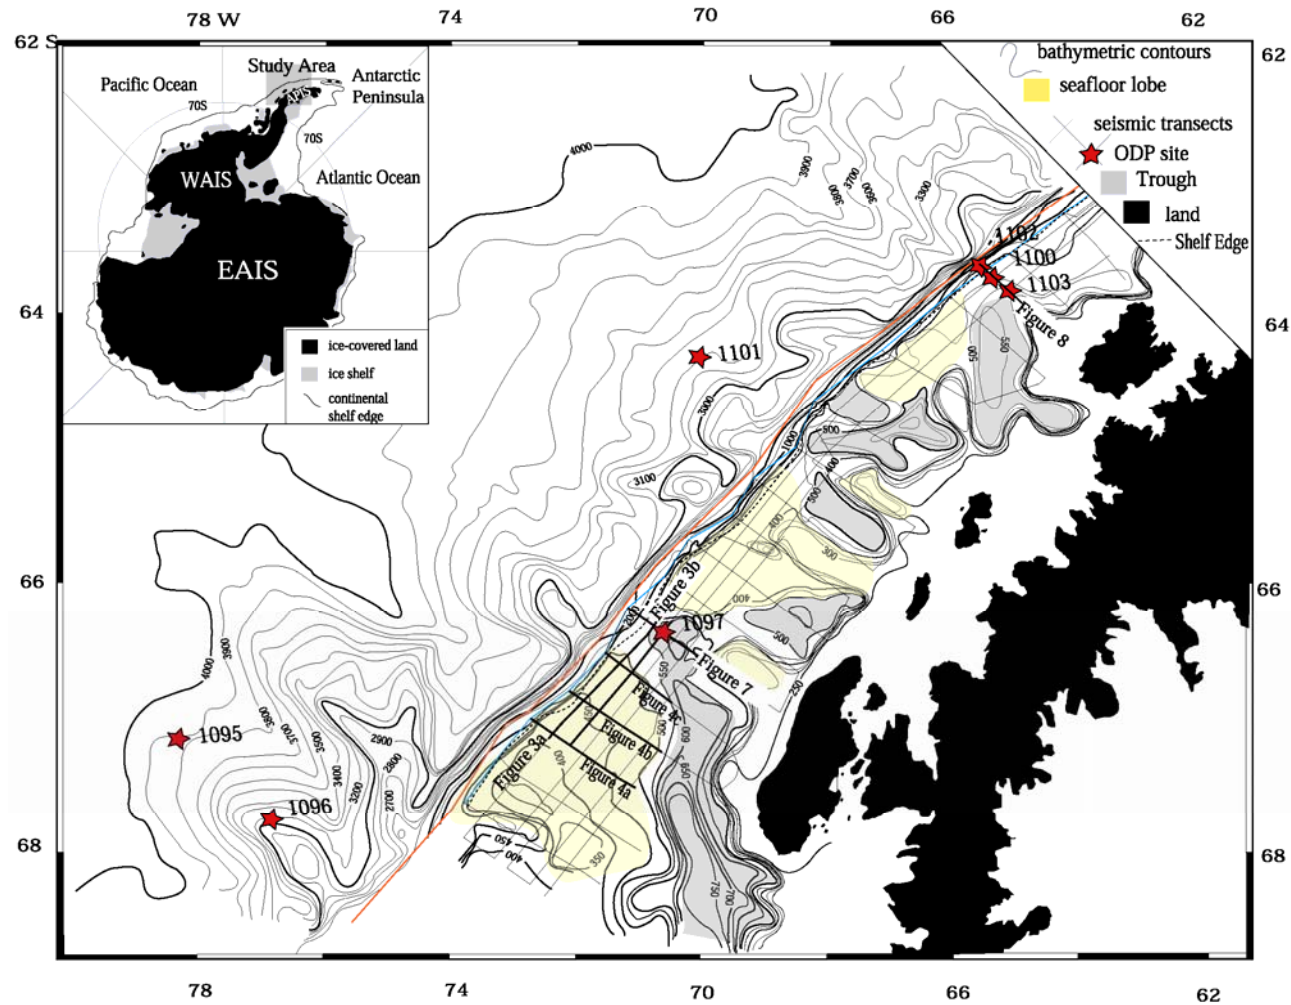 78 W
74
70
66
62
62 S
62
bathymetric contours
seafloor lobe
seismic transects
ODP site
Trough
land
Shelf Edge
Study Area
Pacific Ocean
Antarctic
Peninsula
APIS
70S
70S
WAIS
Atlantic Ocean
EAIS
ice-covered land
ice shelf
continental
shelf edge
4000
3900
3800
3700
3600
3300
1102
1100
1103
Figure 8
64
64
1101
3000
3100
1000
500
550
500
400
500
400
300
400
500
250
66
66
Figure 3b
1097
Figure 7
550
Figure 4c
500
600
650
Figure 4b
Figure 4a
Figure 3a
450
400
4000
3900
3800
3700
3500
3400
3200
2900
2800
2700
1095
1096
450
400
350
750
700
68
68
78
74
70
66
62